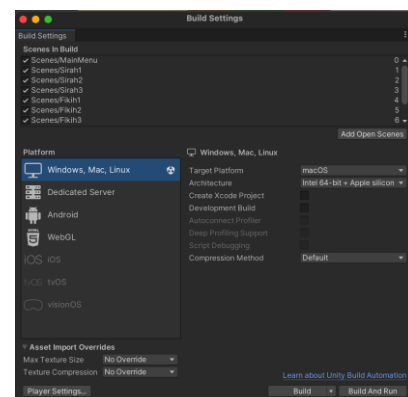 Build Settings
Build Settings
Scenes In Build
Scenes/MainMenu 0
Scenes/Sirah1 1
Scenes/Sirah2 2
Scenes/Sirah3 3
Scenes/Fikih1 4
Scenes/Fikih2 5
Scenes/Fikih3 6
Add Open Scenes
Platform
Windows, Mac, Linux
Dedicated Server
Android
WebGL
iOS iOS
tvOS tvOS
visionOS
Windows, Mac, Linux
Target Platform macOS
Architecture Intel 64-bit + Apple silicon
Create Xcode Project
Development Build
Autoconnect Profiler
Deep Profiling Support
Script Debugging
Compression Method Default
Asset Import Overrides
Max Texture Size No Override
Texture Compression No Override
Learn about Unity Build Automation
Player Settings... Build Build And Run